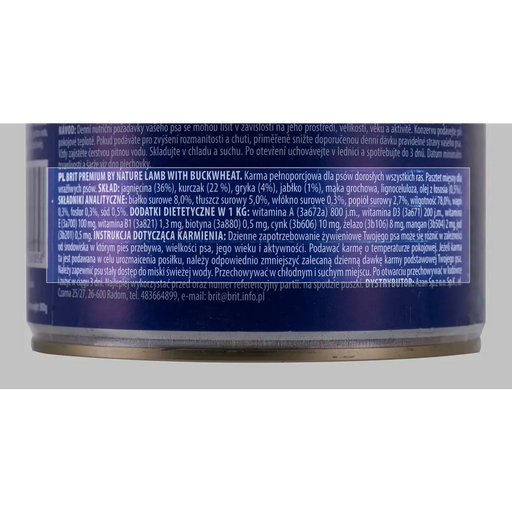 NÁVOD: Denní nutriční požadavky vašeho psa se mohou lišit v závislosti na jeho prostředí, velikosti, věku a aktivitě. Konzervu podávejte při
pokojové teplotě. Pokud podáváte pro zvýšení rozmanitosti a chuti, odpovídajícím způsobem snižte denní dávku základního krmiva psa.
Vždy zajistěte čerstvou pitnou vodu. Skladujte v chladu a suchu. Po otevření uchovávejte v lednici a spotřebujte do 3 dnů. Datum minimální
trvanlivosti a šarže viz dno plechovky.
PL BRIT PREMIUM BY NATURE LAMB WITH BUCKWHEAT. Karma pełnoporcjowa dla psów dorosłych wszystkich ras. Pasztet mięsny dla
wrażliwych psów. SKŁAD: jagnięcina (36%), kurczak (22 %), gryka (4%), jabłko (1%), mąka grochowa, lignoceluloza, olej z łososia (0,5%).
SKŁADNIKI ANALITYCZNE: białko surowe 8,0%, tłuszcz surowy 5,0%, włókno surowe 0,3%, popiół surowy 2,7%, wilgotność 78,0%, wapń
0,3%, fosfor 0,3%, sód 0,5%. DODATKI DIETETYCZNE W 1 KG: witamina A (3a672a) 800 j.m., witamina D3 (3a671) 200 j.m., witamina
E(3a700) 100 mg, witamina B1 (3a821) 1,3 mg, biotyna (3a880) 0,5 mg, cynk (3b606) 10 mg, żelazo (3b106) 8 mg, mangan (3b504) 2 mg, jod
(3b201) 0,5 mg. INSTRUKCJA DOTYCZĄCA KARMIENIA: Dzienne zapotrzebowanie żywieniowe Twojego psa może się różnić w zależności
od środowiska w którym pies przebywa, wielkości psa, wieku, jak i jego aktywności. Podawać karmę o temperaturze pokojowej. Jeżeli karma
ta jest podawana w celu urozmaicenia posiłku, należy odpowiednio zmniejszyć zalecaną dzienną dawkę karmy podstawowej Twojego psa.
Należy zapewnić psu stały dostęp do miski świeżej wody. Przechowywać w chłodnym i suchym miejscu. Po otwarciu przechowywać w lodówce
i zużyć w ciągu 3 dni. Najlepiej wykorzystać przed oraz numer referencyjny partii: na spodzie puszki. DYSTRYBUTOR:
Czarna 25/27, 26-600 Radom, tel. 483664899, e-mail: brit@brit.info.pl